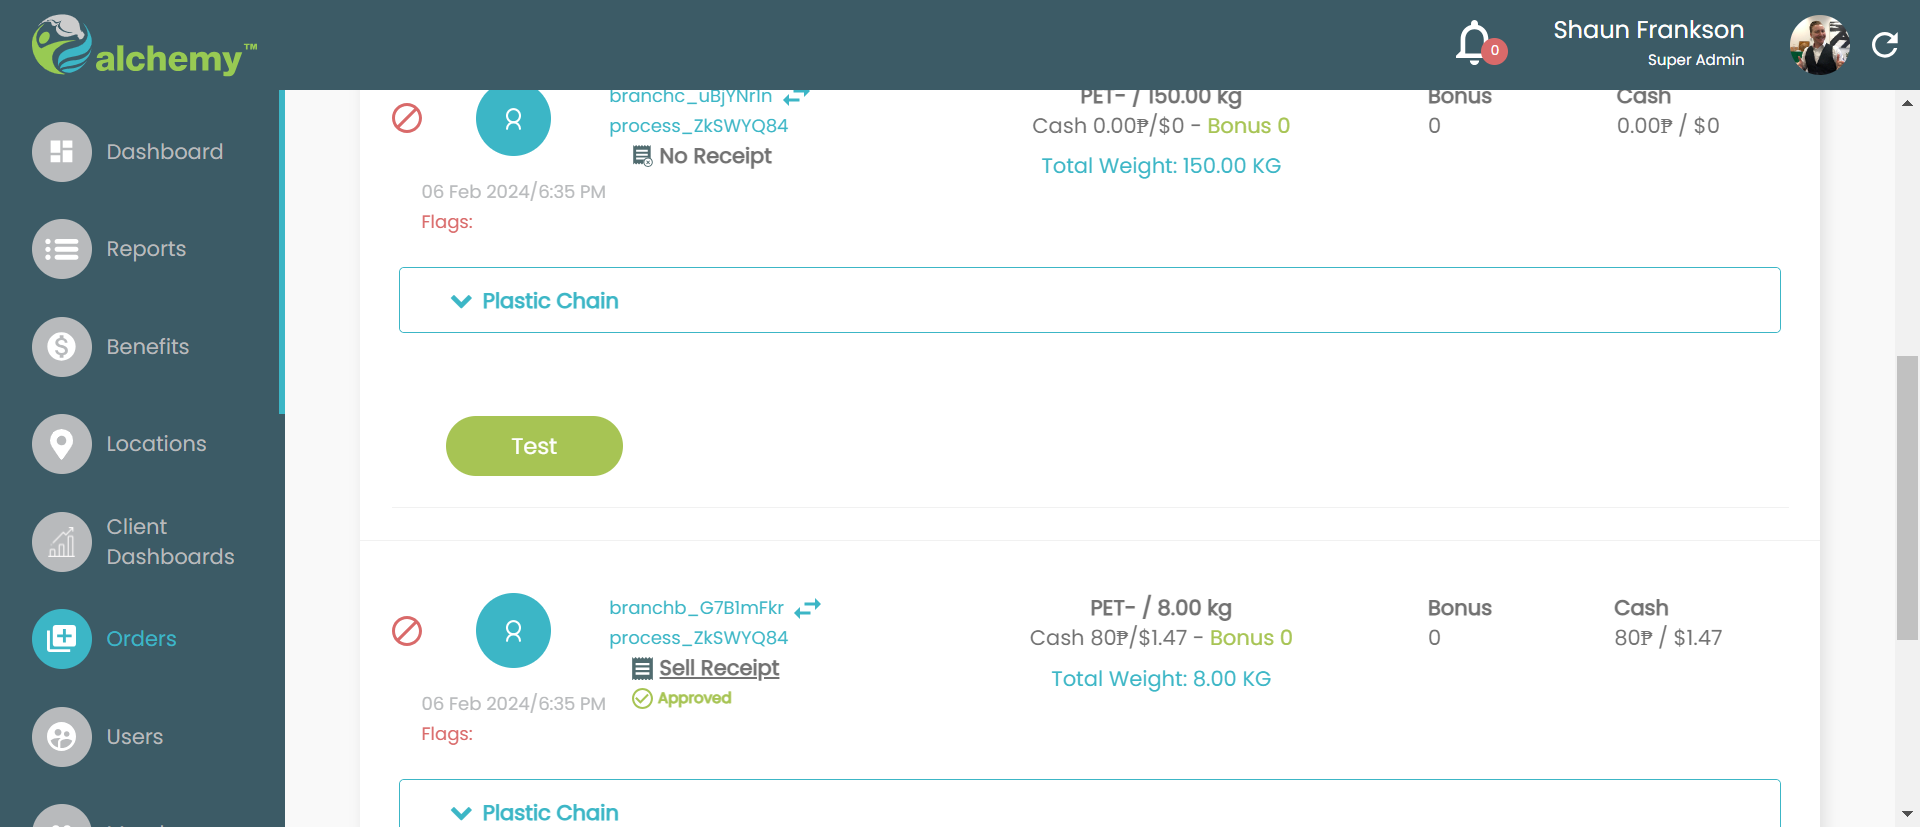 alchemy™
0
Shaun Frankson
Super Admin
Dashboard
Reports
Benefits
Locations
Client
Dashboards
Orders
Users
branchc_uBjYNrIn
process_ZkSWYQ84
No Receipt
06 Feb 2024/6:35 PM
Flags:
PET- / 150.00 kg
Cash 0.00₱/$0 - Bonus 0
Total Weight: 150.00 KG
Bonus
0
Cash
0.00₱ / $0
Plastic Chain
Test
branchb_G7B1mFkr
process_ZkSWYQ84
Sell Receipt
Approved
06 Feb 2024/6:35 PM
Flags:
PET- / 8.00 kg
Cash 80₱/$1.47 - Bonus 0
Total Weight: 8.00 KG
Bonus
0
Cash
80₱ / $1.47
Plastic Chain